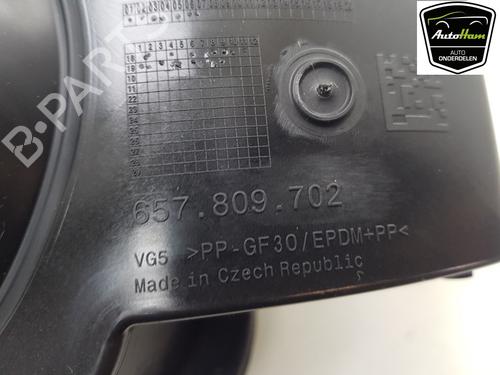 AutoHam
AUTO
ONDERDELEN
B-PARTS
657.809.702
VG5 >PP-GF30/EPDM+PP<
Made in Czech Republic